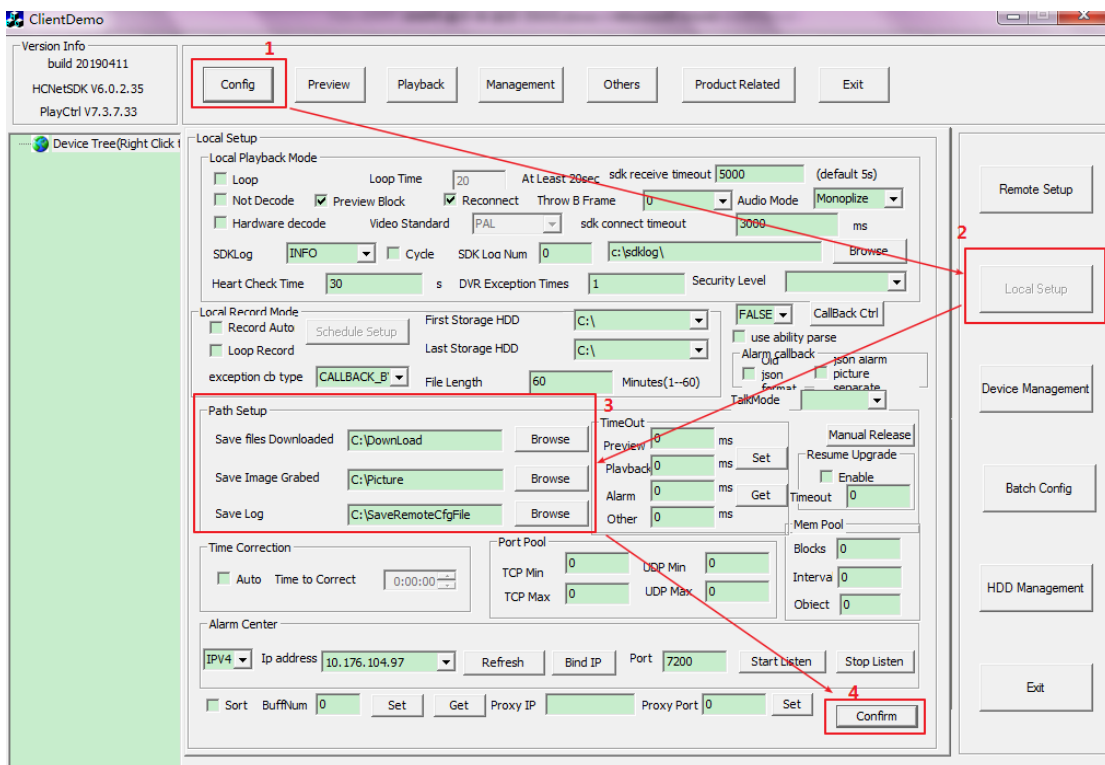 ClientDemo
Version Info
build 20190411
HCNetSDK V6.0.2.35
PlayCtrl V7.3.7.33
1
Config
Preview
Playback
Management
Others
Product Related
Exit
Device Tree(Right Click t
Local Setup
Local Playback Mode
Loop
Loop Time
20
At Least 20sec
sdk receive timeout
5000
(default 5s)
Not Decode
Preview Block
Reconnect
Throw B Frame
0
Audio Mode
Monoplize
Hardware decode
Video Standard
PAL
sdk connect timeout
3000
ms
SDKLog
INFO
Cycle
SDK Log Num
0
c:\sdklog\
Browse
Heart Check Time
30
s
DVR Exception Times
1
Security Level
Local Record Mode
Record Auto
Schedule Setup
First Storage HDD
C:\
FALSE
CallBack Ctrl
Loop Record
Last Storage HDD
C:\
use ability parse
Alarm callback
Old json format
json alarm picture separate
exception cb type
CALLBACK_B
File Length
60
Minutes(1--60)
TalkMode
3
Path Setup
Save files Downloaded
C:\DownLoad
Browse
Save Image Grabed
C:\Picture
Browse
Save Log
C:\SaveRemoteCfgFile
Browse
TimeOut
Preview
0
ms
Playback
0
ms
Set
Alarm
0
ms
Get
Other
0
ms
Manual Release
Resume Upgrade
Enable
Timeout
0
Mem Pool
Blocks
0
Interval
0
Object
0
Time Correction
Auto
Time to Correct
0:00:00
Port Pool
TCP Min
0
UDP Min
0
TCP Max
0
UDP Max
0
Alarm Center
IPV4
Ip address
10.176.104.97
Refresh
Bind IP
Port
7200
Start Listen
Stop Listen
Sort
BuffNum
0
Set
Get
Proxy IP
Proxy Port
0
Set
4
Confirm
Remote Setup
2
Local Setup
Device Management
Batch Config
HDD Management
Exit